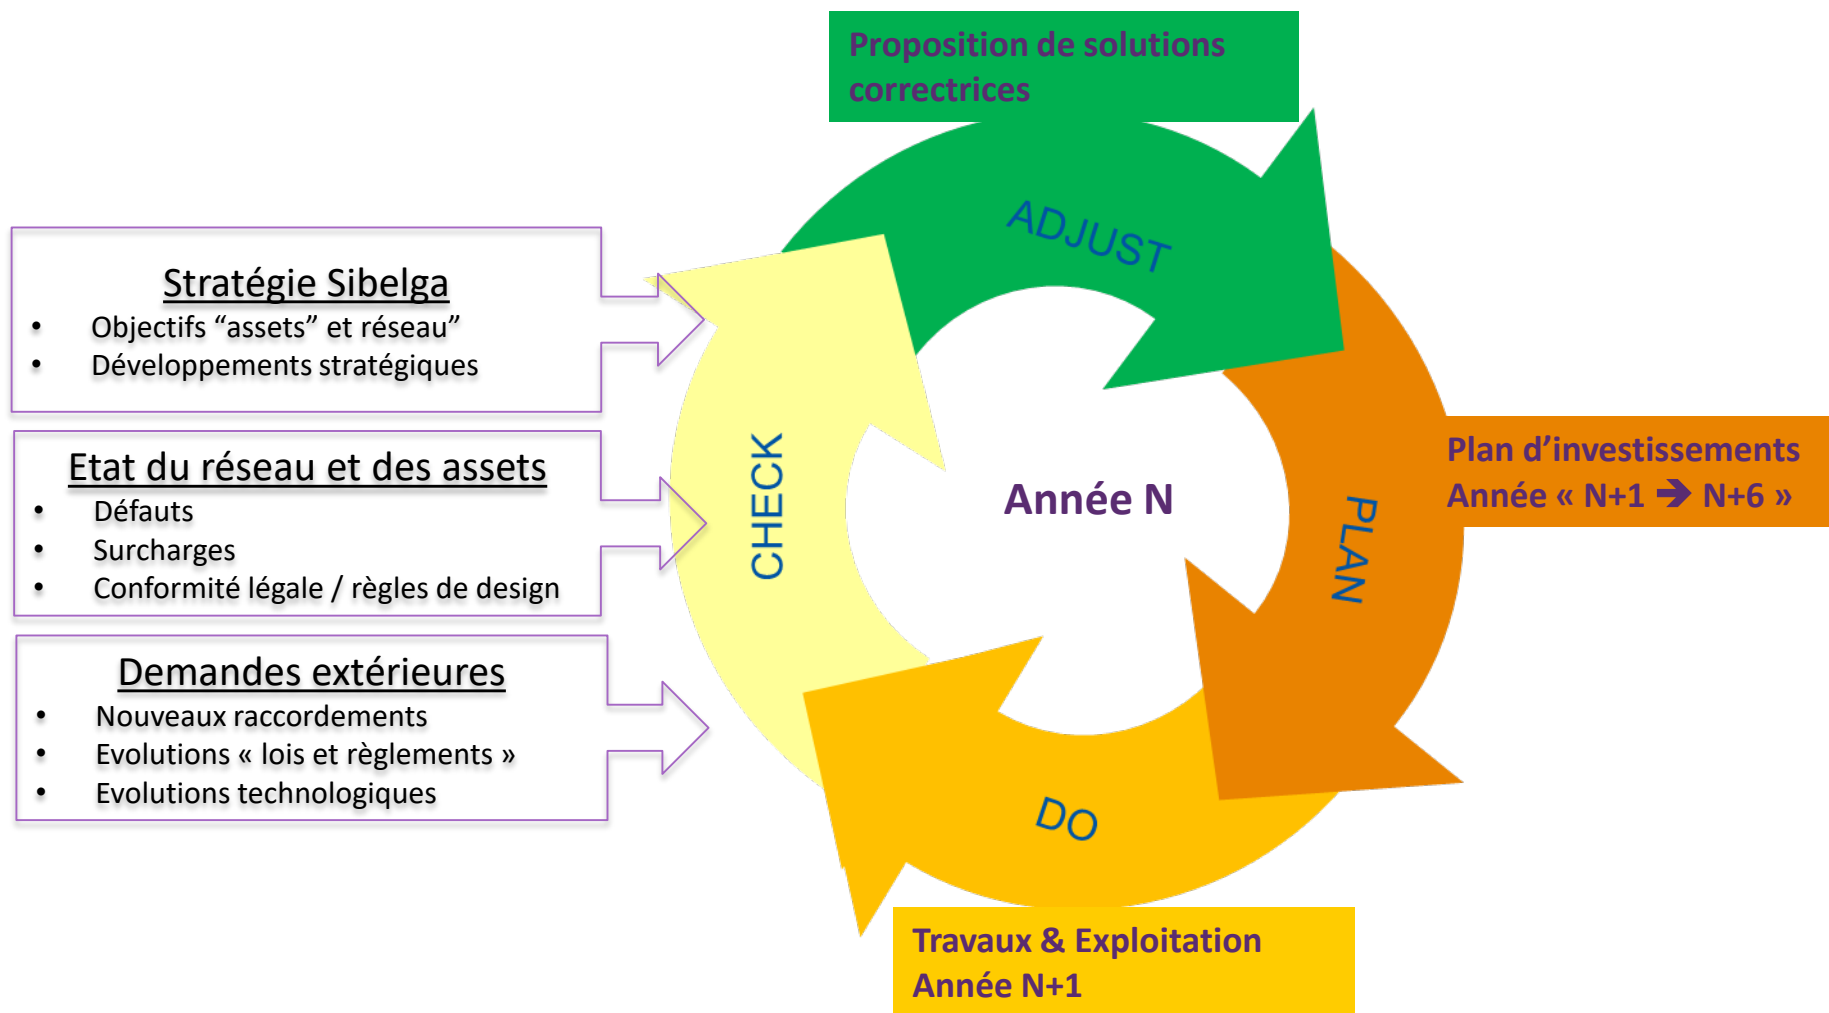 Proposition de solutions
correctrices
ADJUST
Stratégie Sibelga
• Objectifs “assets” et réseau”
• Développements stratégiques
Etat du réseau et des assets
• Défauts
• Surcharges
• Conformité légale / règles de design
Demandes extérieures
• Nouveaux raccordements
• Evolutions « lois et règlements »
• Evolutions technologiques
CHECK
Année N
PLAN
Plan d’investissements
Année « N+1 ➔ N+6 »
DO
Travaux & Exploitation
Année N+1